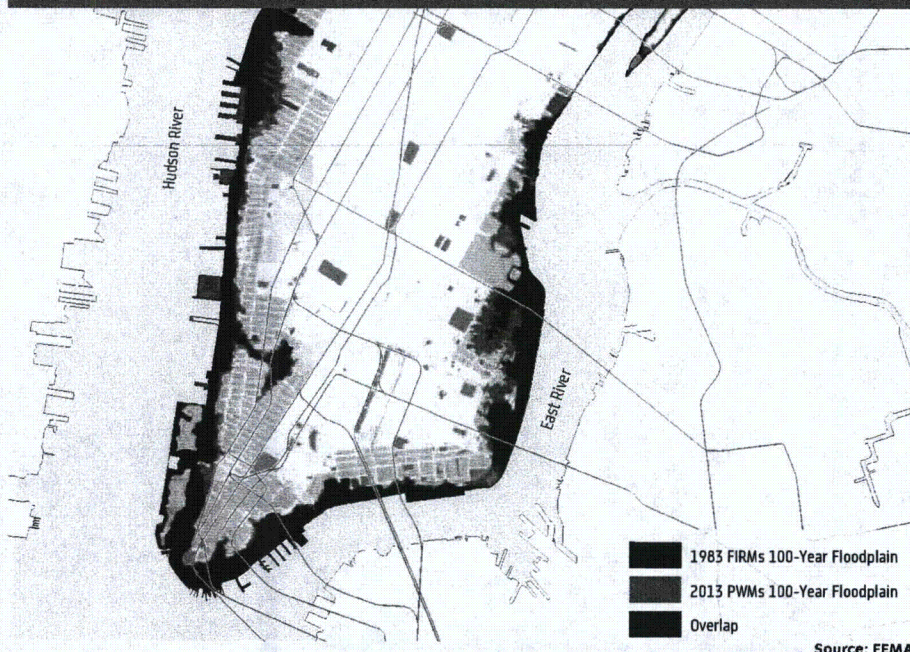 Hudson River
East River
1983 FIRMs 100-Year Floodplain
2013 PWMs 100-Year Floodplain
Overlap
Source: FEMA